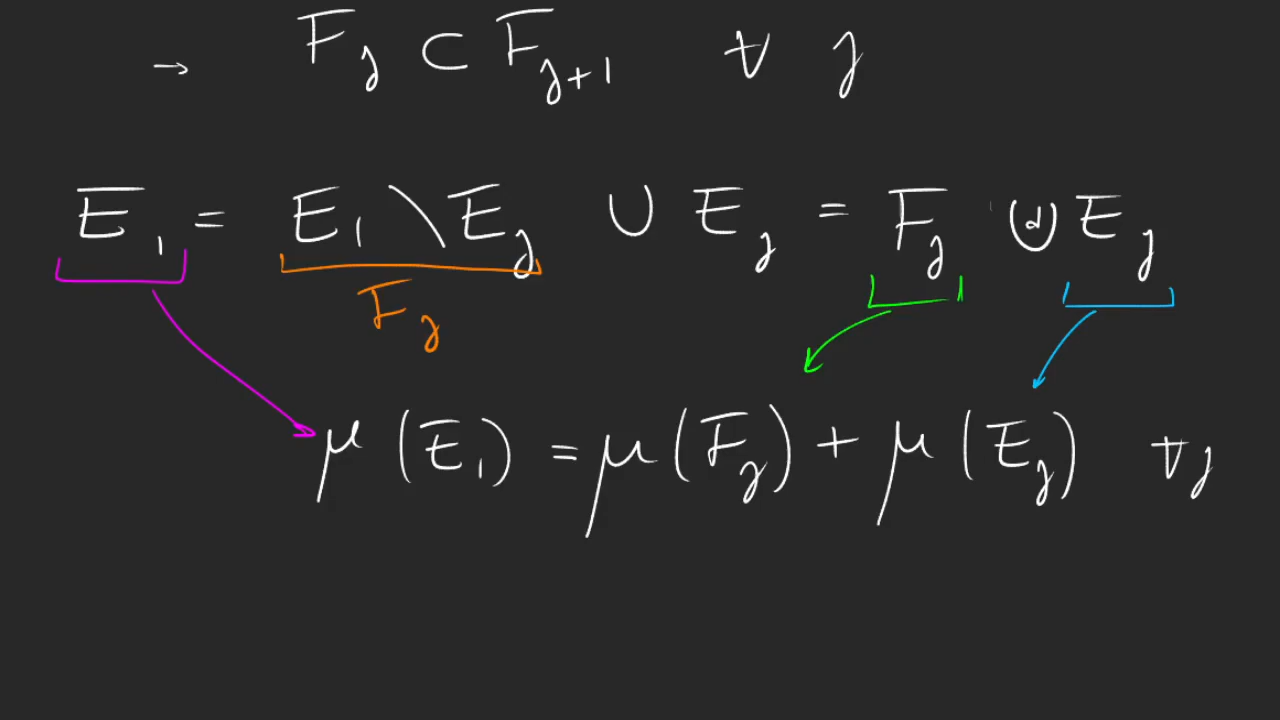 → F_j ⊂ F_{j+1} ∀ j
E_1 = E_1 \ E_j ∪ E_j = F_j ⊍ E_j
F_j
μ(E_1) = μ(F_j) + μ(E_j) ∀j